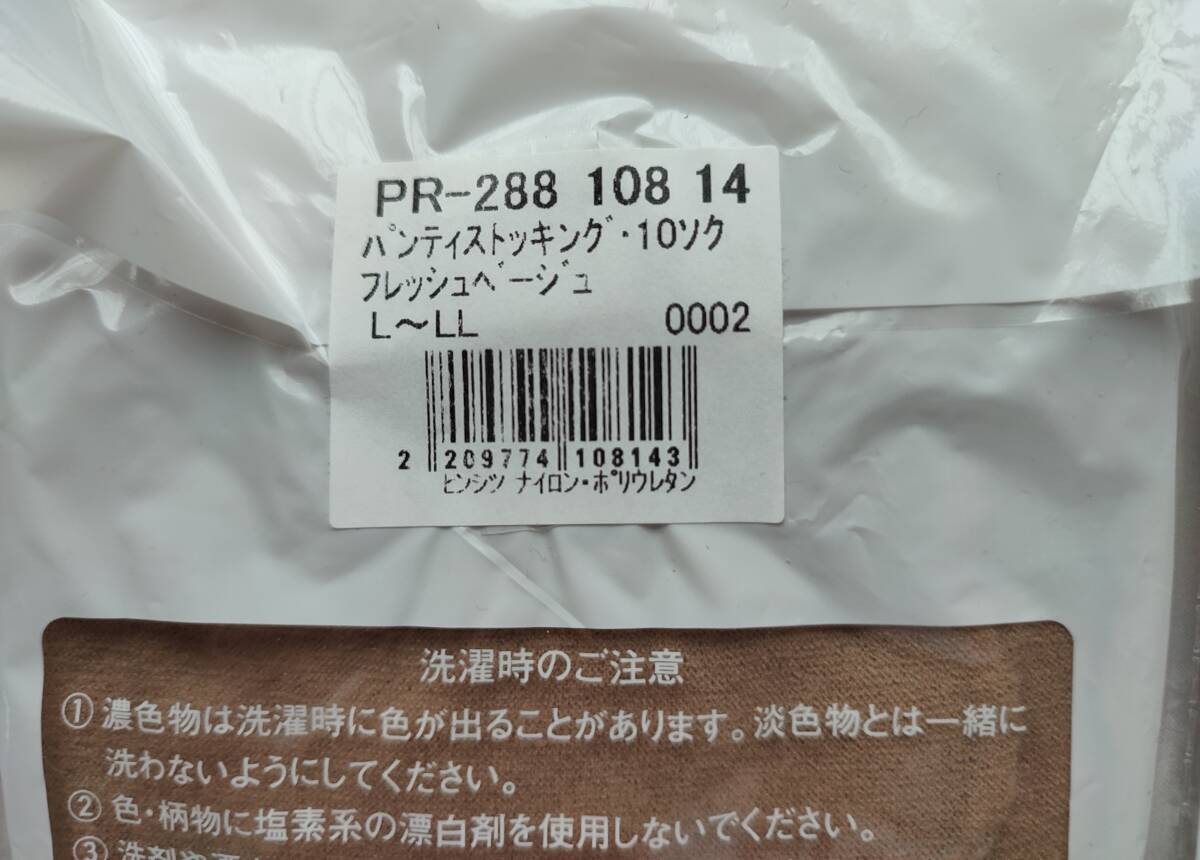 PR-288 108 14
パンティストッキング・10ソク
フレッシュベージュ
L〜LL 0002
2 209774 108143
ヒンシツ ナイロン・ポリウレタン
洗濯時のご注意
① 濃色物は洗濯時に色が出ることがあります。淡色物とは一緒に
洗わないようにしてください。
② 色・柄物に塩素系の漂白剤を使用しないでください。
③ 洗剤